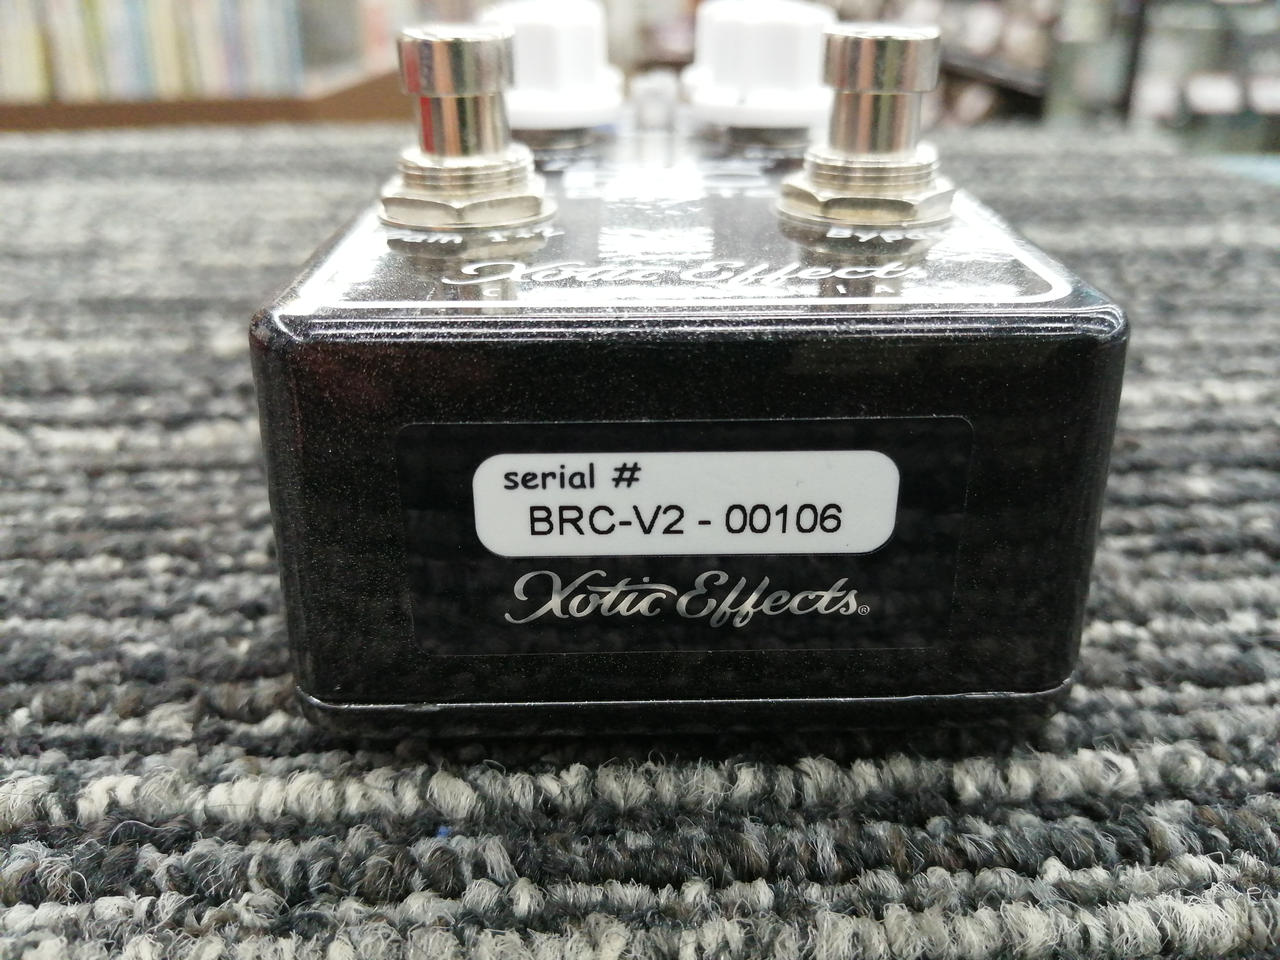 Xotic Effects
serial #
BRC-V2 - 00106
Xotic Effects®